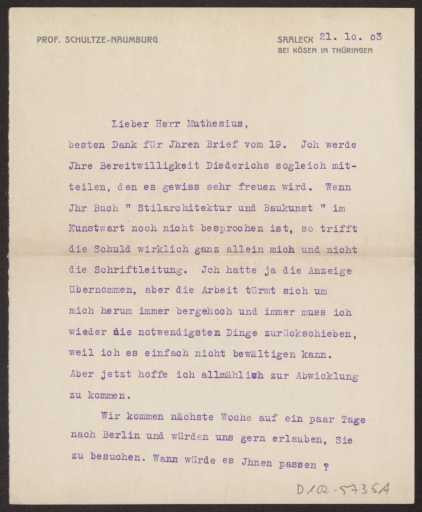 PROF. SCHULTZE-NAUMBURG
SAALECK 21. 10. 03
BEI KÖSEN IN THÜRINGEN
Lieber Herr Muthesius,
besten Dank für Jhren Brief vom 19. Jch werde
Jhre Bereitwilligkeit Diederichs sogleich mit-
teilen, den es gewiss sehr freuen wird. Wenn
Jhr Buch " Stilarchitektur und Baukunst " im
Kunstwart noch nicht besprochen ist, so trifft
die Schuld wirklich ganz allein mich und nicht
die Schriftleitung. Jch hatte ja die Anzeige
übernommen, aber die Arbeit türmt sich um
mich herum immer bergehoch und immer muss ich
wieder die notwendigsten Dinge zurückschieben,
weil ich es einfach nicht bewältigen kann.
Aber jetzt hoffe ich allmählich zur Abwicklung
zu kommen.
Wir kommen nächste Woche auf ein paar Tage
nach Berlin und würden uns gern erlauben, Sie
zu besuchen. Wann würde es Jhnen passen ?
D 102-5735A